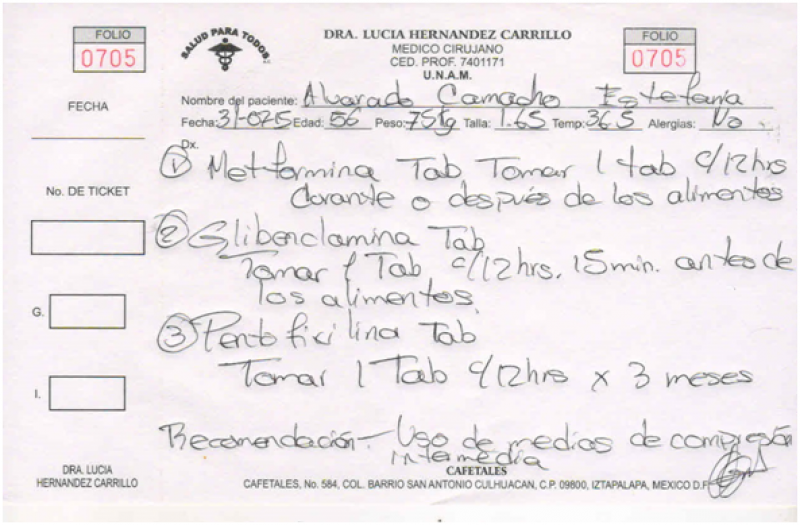 FOLIO
0705
SALUD PARA TODOS
DRA. LUCIA HERNANDEZ CARRILLO
MEDICO CIRUJANO
CED. PROF. 7401171
U.N.A.M.
FOLIO
0705
FECHA
Nombre del paciente: Alvarado Camacho Estefania
Fecha: 31-07-15 Edad: 56 Peso: 75kg Talla: 1.65 Temp: 36.5 Alergias: No
Dx.
No. DE TICKET
G.
I.
① Metformina Tab Tomar 1 tab c/12hrs
durante o después de los alimentos
② Glibenclamina Tab
Tomar 1 Tab c/12hrs. 15min. antes de
los alimentos.
③ Pentofixilina Tab
Tomar 1 Tab c/12hrs x 3 meses
Recomendación.- Uso de medias de compresión
intermedia
DRA. LUCIA
HERNANDEZ CARRILLO
CAFETALES
CAFETALES, No. 584, COL. BARRIO SAN ANTONIO CULHUACAN, C.P. 09800, IZTAPALAPA, MEXICO D.F.